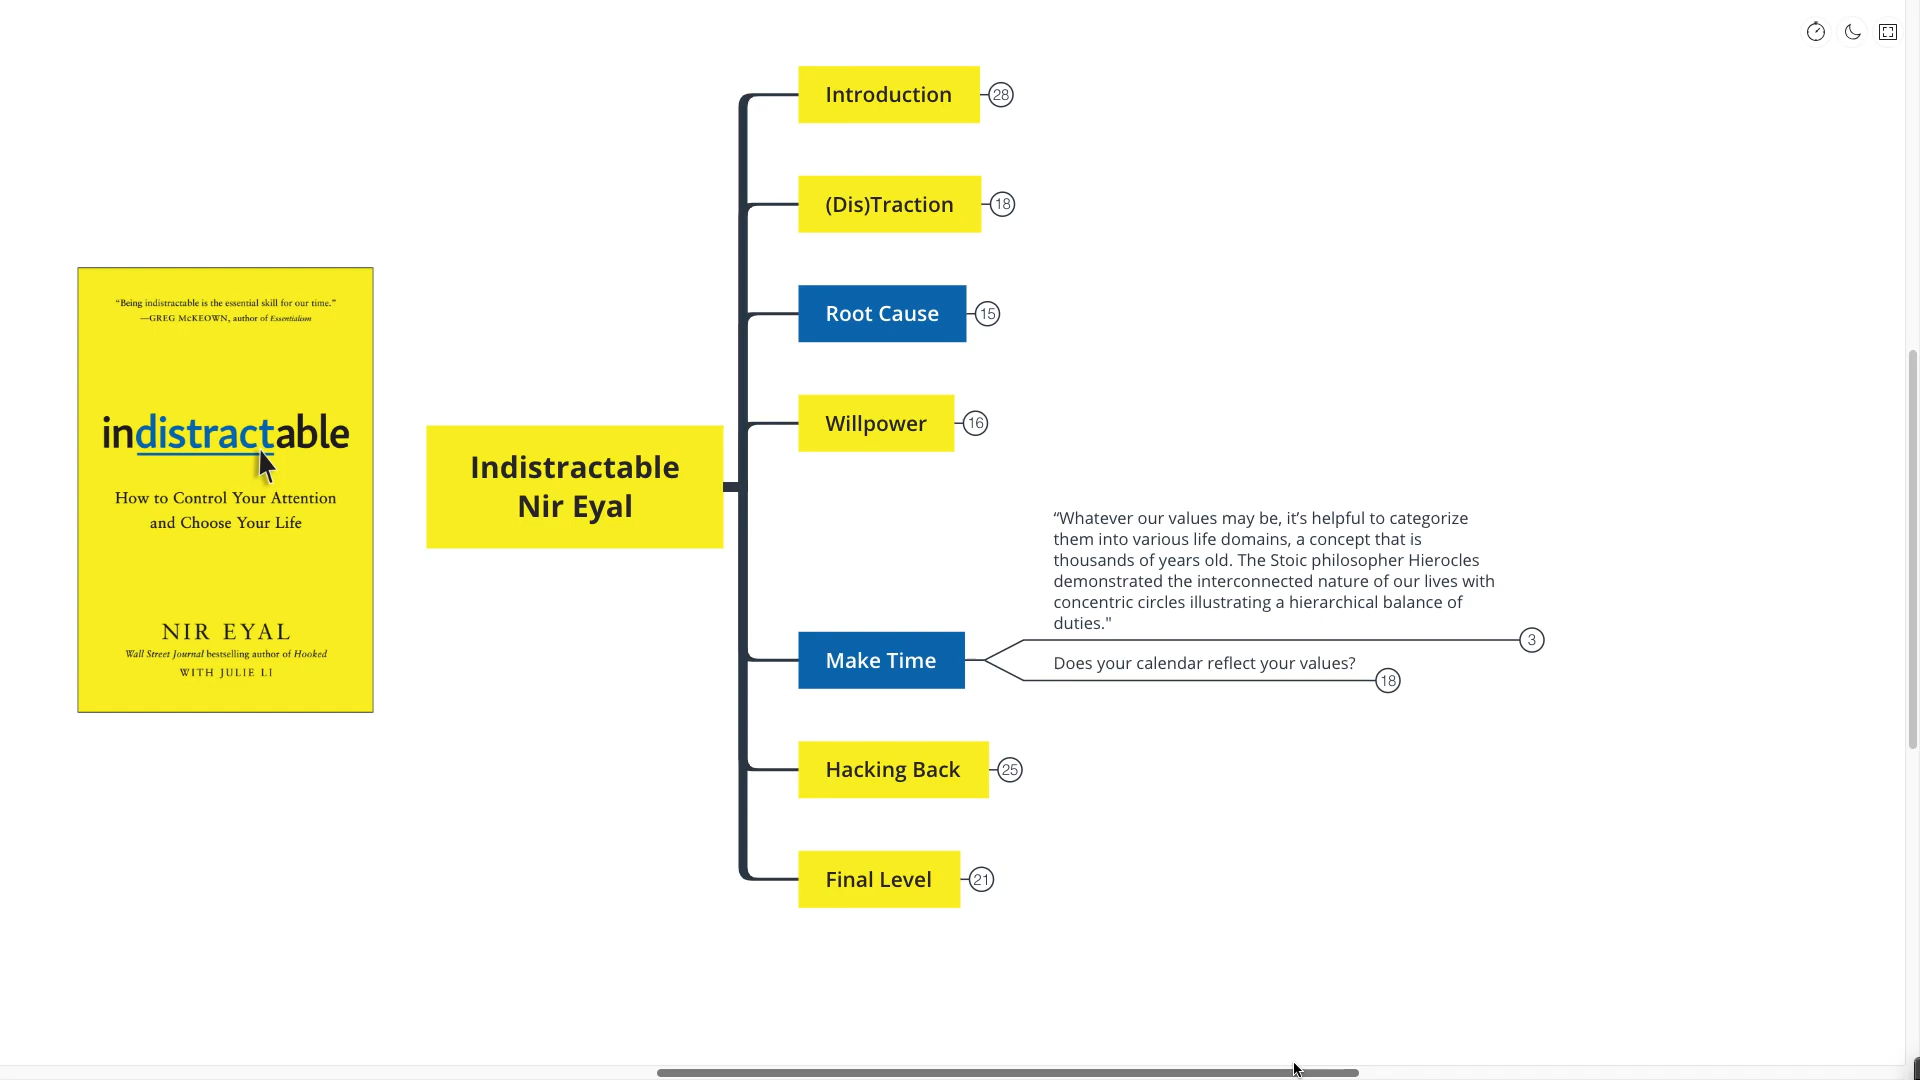 “Being indistractable is the essential skill for our time.”
—GREG McKEOWN, author of Essentialism
indistractable
How to Control Your Attention
and Choose Your Life
NIR EYAL
Wall Street Journal bestselling author of Hooked
WITH JULIE LI
Indistractable
Nir Eyal
Introduction
28
(Dis)Traction
18
Root Cause
15
Willpower
16
Make Time
“Whatever our values may be, it’s helpful to categorize
them into various life domains, a concept that is
thousands of years old. The Stoic philosopher Hierocles
demonstrated the interconnected nature of our lives with
concentric circles illustrating a hierarchical balance of
duties."
3
Does your calendar reflect your values?
18
Hacking Back
25
Final Level
21